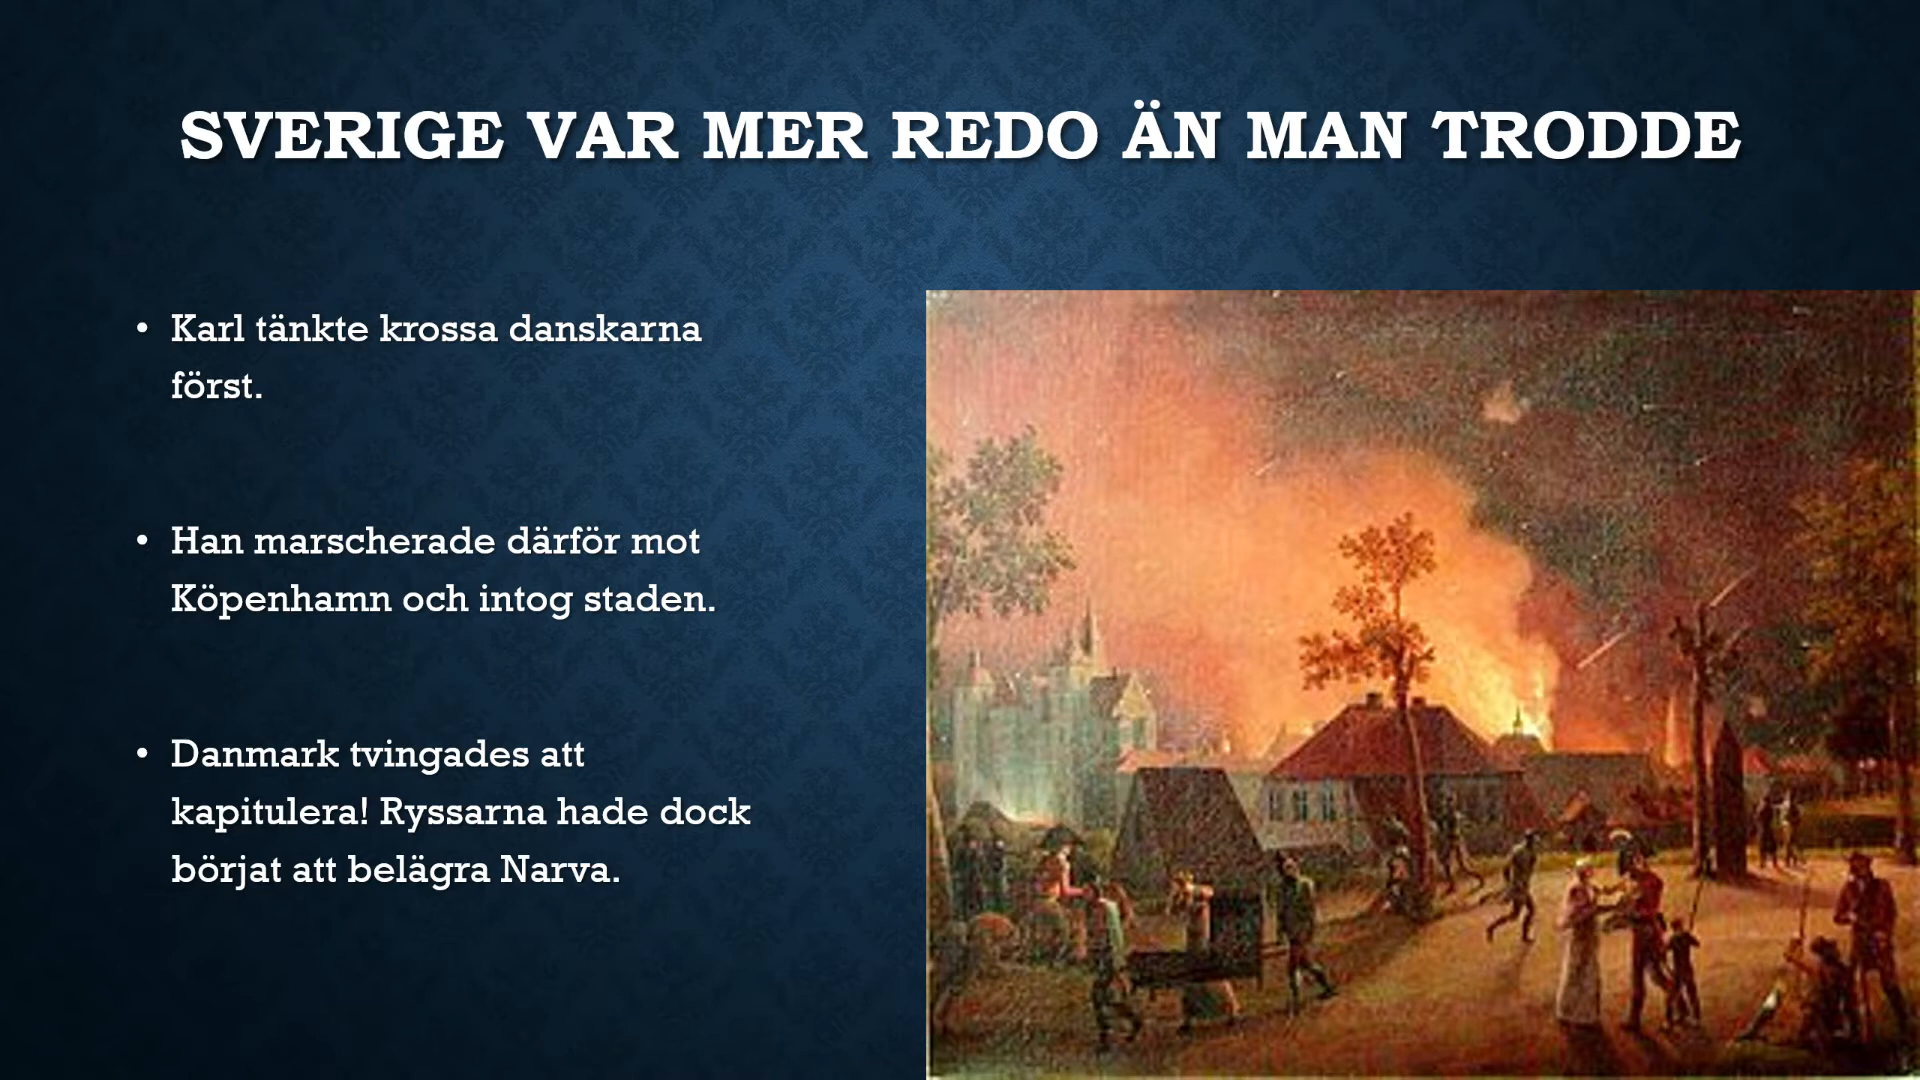 SVERIGE VAR MER REDO ÄN MAN TRODDE
• Karl tänkte krossa danskarna
först.
• Han marscherade därför mot
Köpenhamn och intog staden.
• Danmark tvingades att
kapitulera! Ryssarna hade dock
börjat att belägra Narva.